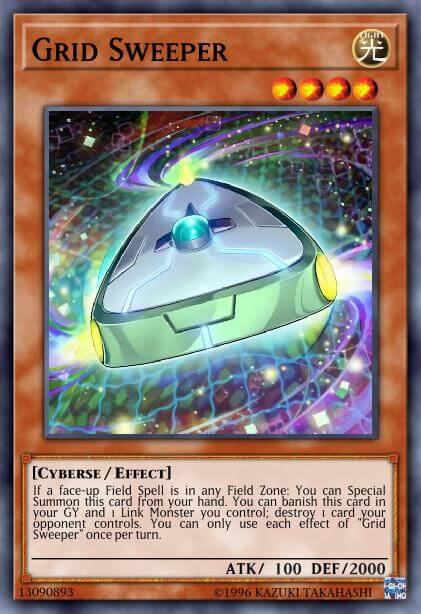 GRID SWEEPER
LIGHT
光
[CYBERSE / EFFECT]
If a face-up Field Spell is in any Field Zone: You can Special
Summon this card from your hand. You can banish this card in
your GY and 1 Link Monster you control; destroy 1 card your
opponent controls. You can only use each effect of "Grid
Sweeper" once per turn.
ATK/ 100 DEF/2000
13090893
©1996 KAZUKI TAKAHASHI